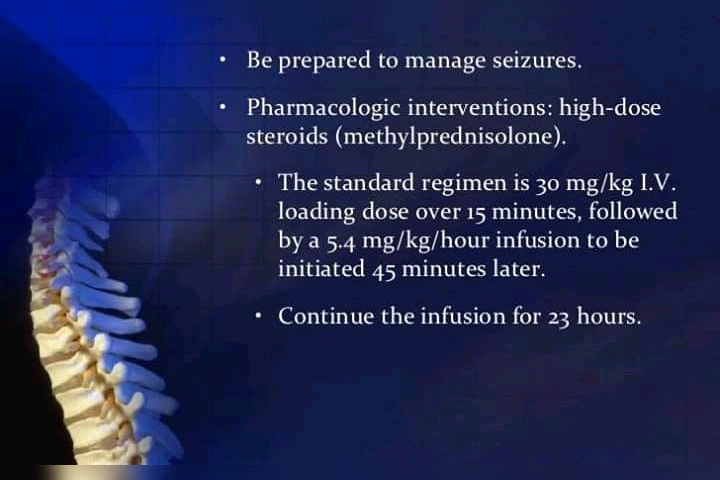 • Be prepared to manage seizures.
• Pharmacologic interventions: high-dose
steroids (methylprednisolone).
• The standard regimen is 30 mg/kg I.V.
loading dose over 15 minutes, followed
by a 5.4 mg/kg/hour infusion to be
initiated 45 minutes later.
• Continue the infusion for 23 hours.